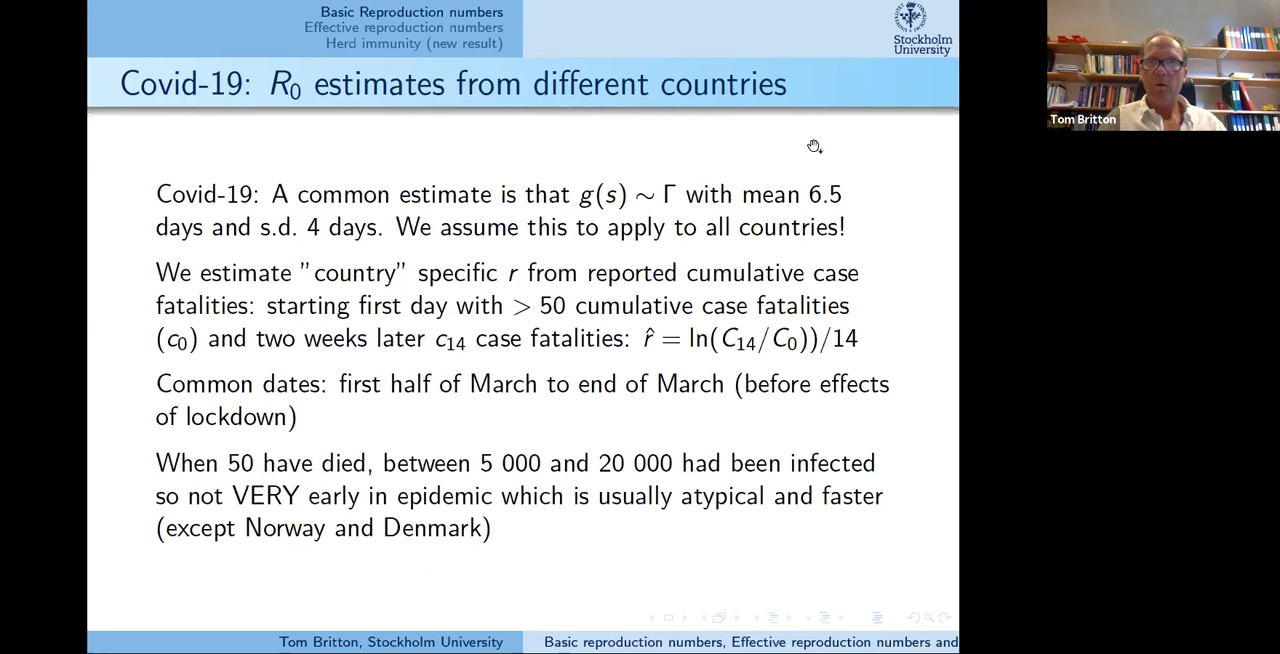 Basic Reproduction numbers
Effective reproduction numbers
Herd immunity (new result)
Stockholm
University
Covid-19: R₀ estimates from different countries
Covid-19: A common estimate is that g(s) ∼ Γ with mean 6.5
days and s.d. 4 days. We assume this to apply to all countries!
We estimate ”country” specific r from reported cumulative case
fatalities: starting first day with > 50 cumulative case fatalities
(c₀) and two weeks later c₁₄ case fatalities: r̂ = ln(C₁₄/C₀))/14
Common dates: first half of March to end of March (before effects
of lockdown)
When 50 have died, between 5 000 and 20 000 had been infected
so not VERY early in epidemic which is usually atypical and faster
(except Norway and Denmark)
Tom Britton, Stockholm University
Basic reproduction numbers, Effective reproduction numbers and
Tom Britton